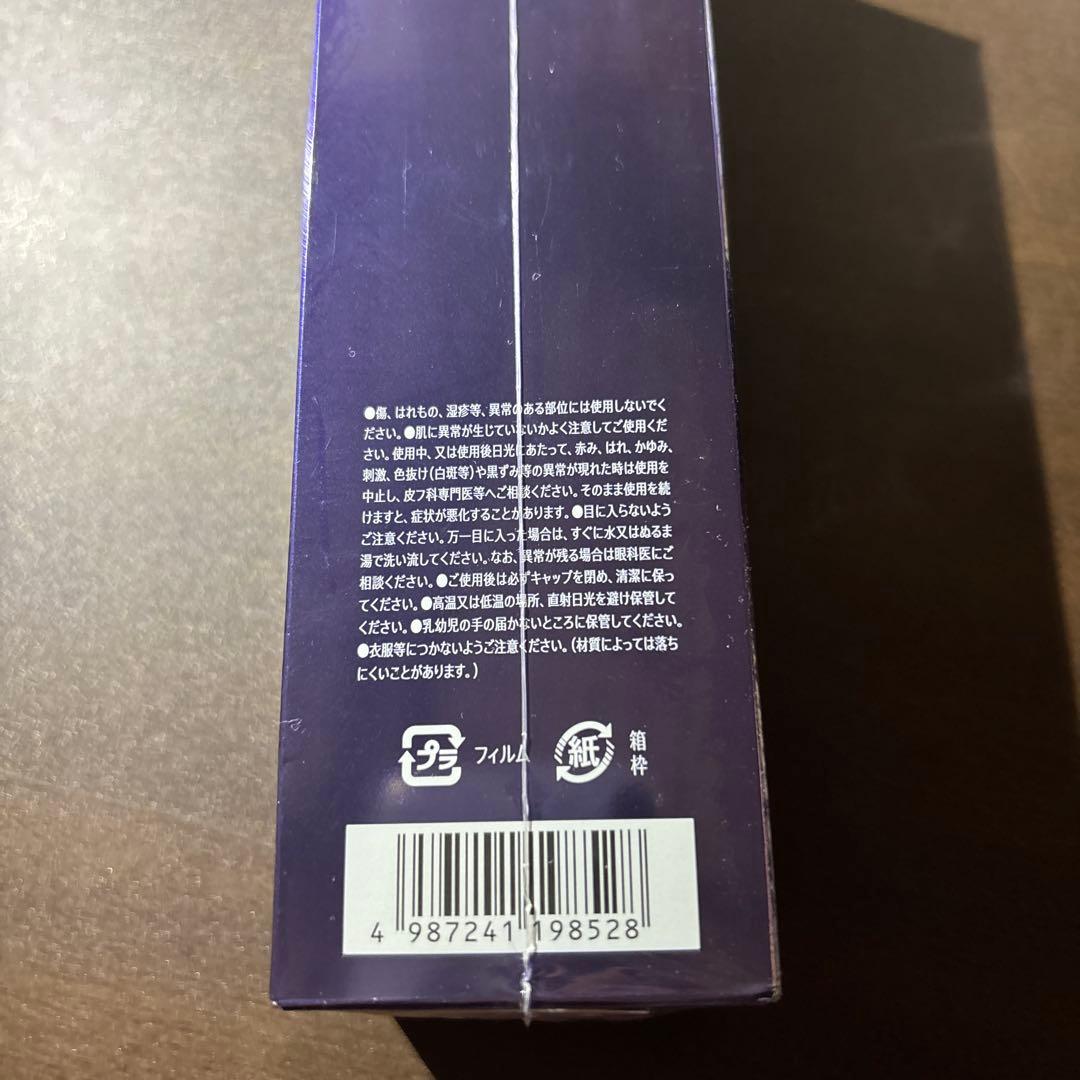 ●傷、はれもの、湿疹等、異常のある部位には使用しないでく
ださい。●肌に異常が生じていないかよく注意してご使用くだ
さい。使用中、又は使用後日光にあたって、赤み、はれ、かゆみ、
刺激、色抜け(白斑等)や黒ずみ等の異常が現れた時は使用を
中止し、皮フ科専門医等へご相談ください。そのまま使用を続
けますと、症状が悪化することがあります。●目に入らないよう
ご注意ください。万一目に入った場合は、すぐに水又はぬるま
湯で洗い流してください。なお、異常が残る場合は眼科医にご
相談ください。●ご使用後は必ずキャップを閉め、清潔に保っ
てください。●高温又は低温の場所、直射日光を避け保管して
ください。●乳幼児の手の届かないところに保管してください。
●衣服等につかないようご注意ください。(材質によっては落ち
にくいことがあります。)
プラ フィルム 紙 箱
枠
4 987241 198528